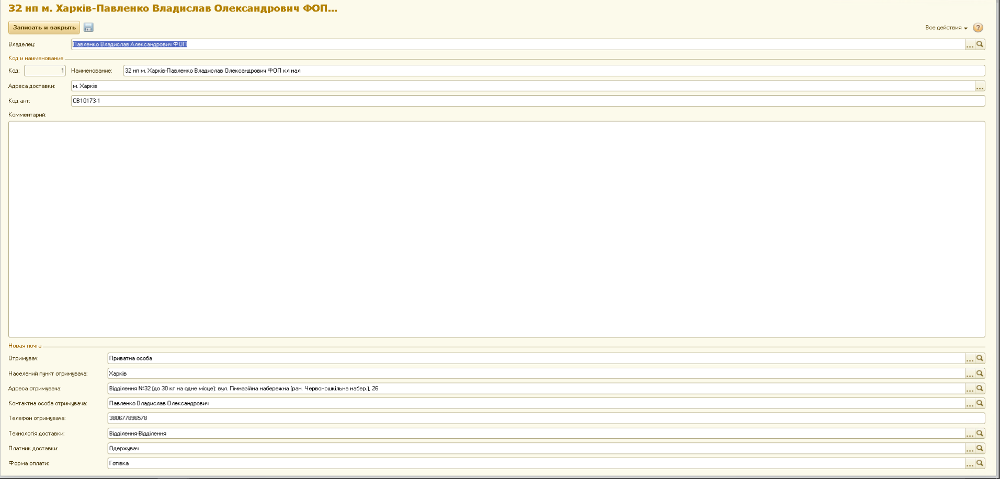 32 нп м. Харків-Павленко Владислав Олександрович ФОП...
Записать и закрыть
Все действия
?
Владелец: Павленко Владислав Александрович ФОП ...
Код и наименование
Код: 1 Наименование: 32 нп м. Харків-Павленко Владислав Олександрович ФОП кл нал
Адреса доставки: м. Харків ...
Код ант: СВ10173-1
Комментарий:
Новая почта
Отримувач: Приватна особа ...
Населений пункт отримувача: Харків ...
Адреса отримувача: Відділення №32 (до 30 кг на одне місце): вул. Гімназійна набережна (ран. Червоношкільна набер.), 26 ...
Контактна особа отримувача: Павленко Владислав Олександрович ...
Телефон отримувача: 380677896578
Технологія доставки: Відділення-Відділення ...
Платник доставки: Одержувач ...
Форма оплати: Готівка ...